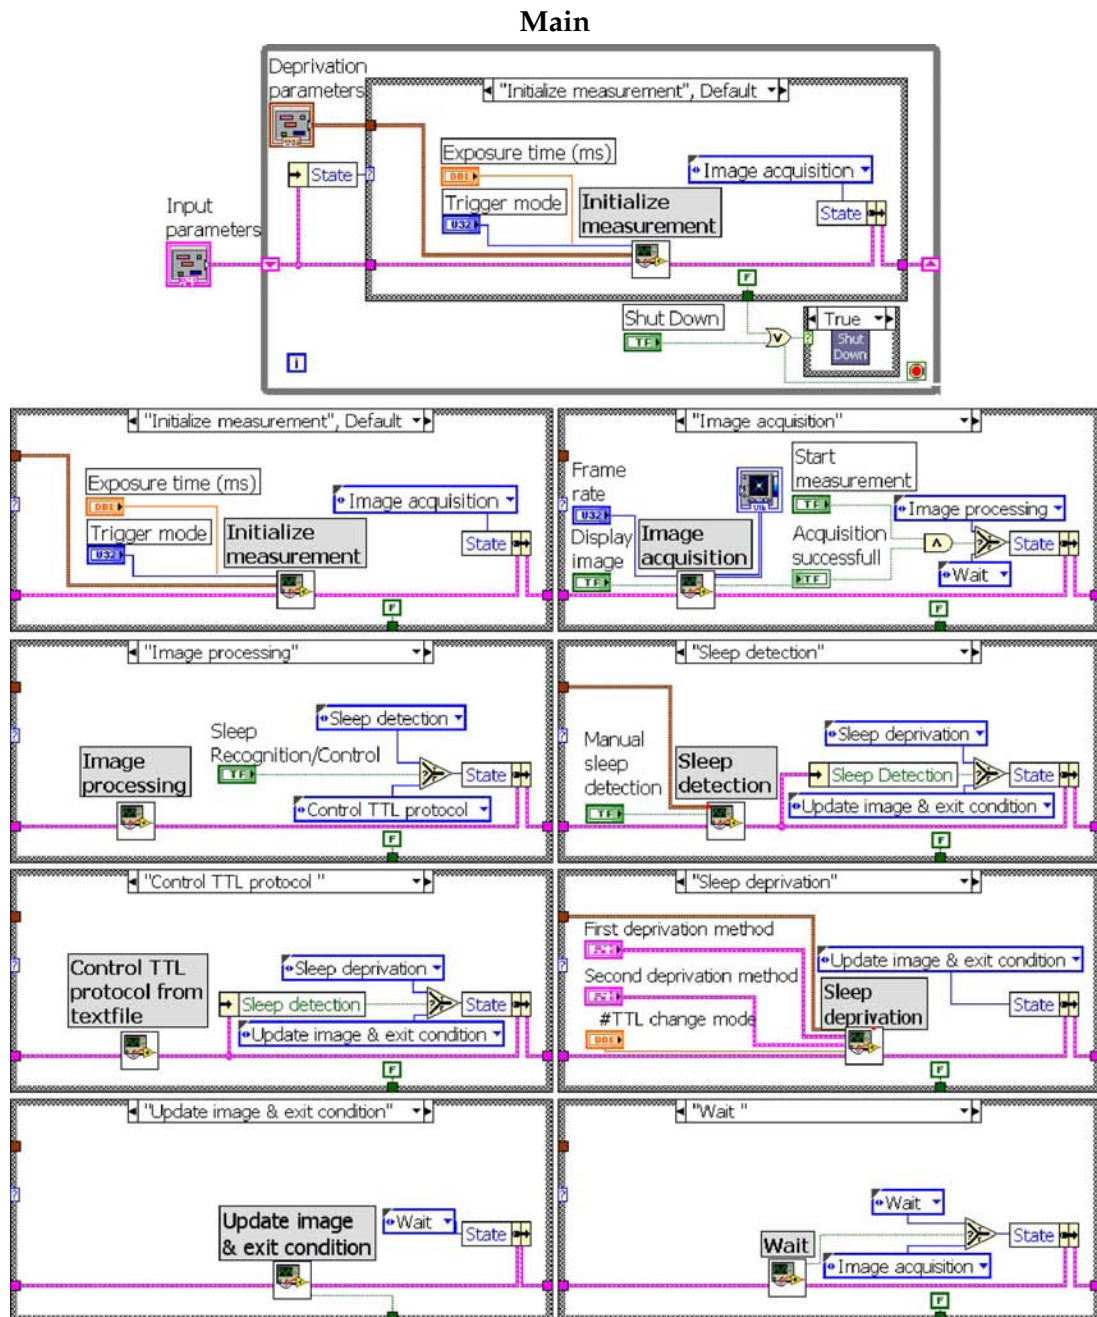 Main
Deprivation
parameters
"Initialize measurement", Default
Exposure time (ms)
DBL
Image acquisition
State
Trigger mode
U32
Initialize
measurement
State
Input
parameters
F
Shut Down
TF
V
True
Shut
Down
i
"Initialize measurement", Default
Exposure time (ms)
DBL
Image acquisition
Trigger mode
U32
Initialize
measurement
State
F
"Image acquisition"
Start
measurement
TF
Frame
rate
U32
U16
Image processing
Display
image
TF
Image
acquisition
Acquisition
successfull
TF
Λ
State
Wait
F
"Image processing"
Sleep detection
Sleep
Recognition/Control
TF
Image
processing
State
Control TTL protocol
F
"Sleep detection"
Sleep deprivation
Manual
sleep
detection
TF
Sleep
detection
Sleep Detection
State
Update image & exit condition
F
"Control TTL protocol "
Control TTL
protocol from
textfile
Sleep deprivation
Sleep detection
State
Update image & exit condition
F
"Sleep deprivation"
First deprivation method
Update image & exit condition
Second deprivation method
Sleep
deprivation
State
#TTL change mode
DBL
F
"Update image & exit condition"
Update image
& exit condition
Wait
State
"Wait "
Wait
Wait
State
Image acquisition
F